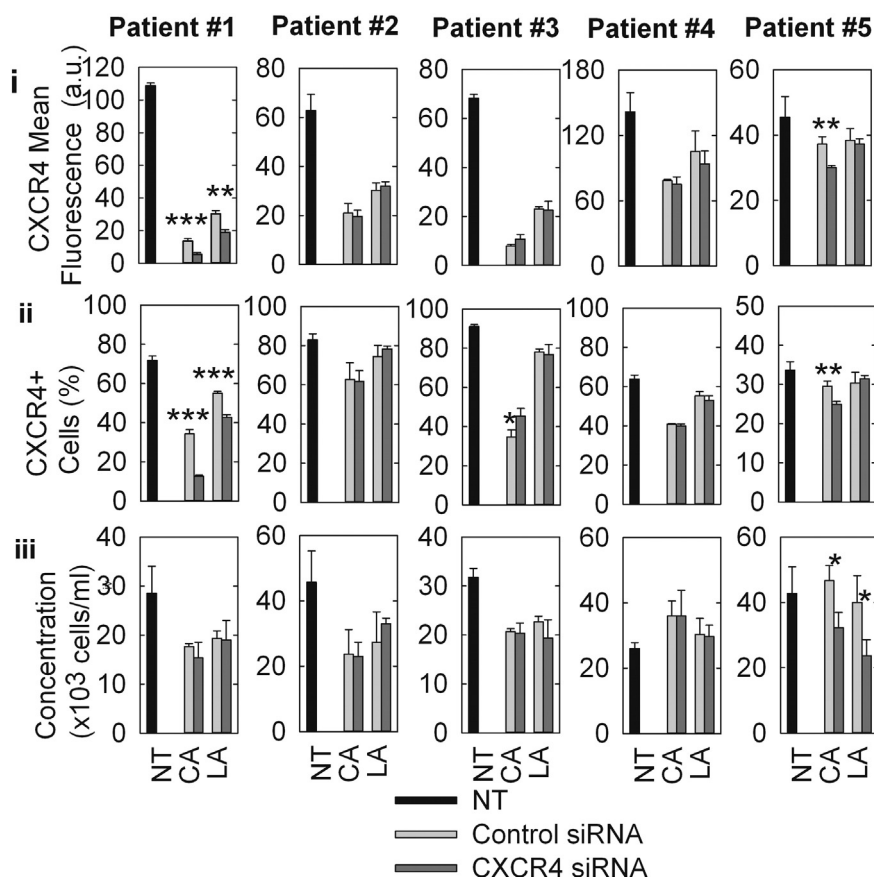 Patient #1 Patient #2 Patient #3 Patient #4 Patient #5
i
CXCR4 Mean
Fluorescence (a.u.)
120 100 80 60 40 20 0
*** **
80 60 40 20 0
80 60 40 20 0
180 120 60 0
60 40 20 0
**
ii
CXCR4+
Cells (%)
100 80 60 40 20 0
*** ***
100 80 60 40 20 0
100 80 60 40 20 0
*
100 80 60 40 20 0
50 40 30 20 10 0
**
iii
Concentration
(x10³ cells/ml)
40 30 20 10 0
60 40 20 0
40 30 20 10 0
60 40 20 0
60 40 20 0
* *
NT CA LA NT CA LA NT CA LA NT CA LA NT CA LA
NT
Control siRNA
CXCR4 siRNA